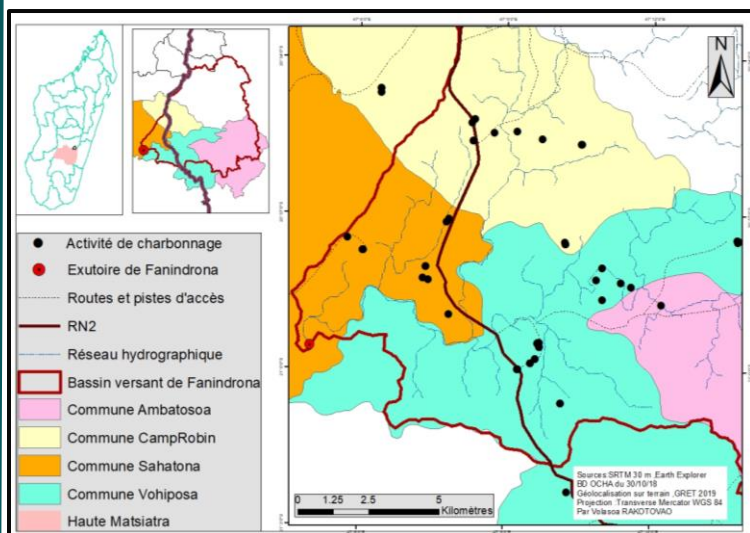 N
Activité de charbonnage
Exutoire de Fanindrona
Routes et pistes d'accès
RN2
Réseau hydrographique
Bassin versant de Fanindrona
Commune Ambatosoa
Commune CampRobin
Commune Sahatona
Commune Vohiposa
Haute Matsiatra
0 1.25 2.5 5
Kilomètres
Sources SRTM 30 m ,Earth Explorer
BD OCHA du 30/10/18
Géolocalisation sur terrain ,GRET 2019
Projection :Transverse Mercator WGS 84
Par Volasoa RAKOTOVAO